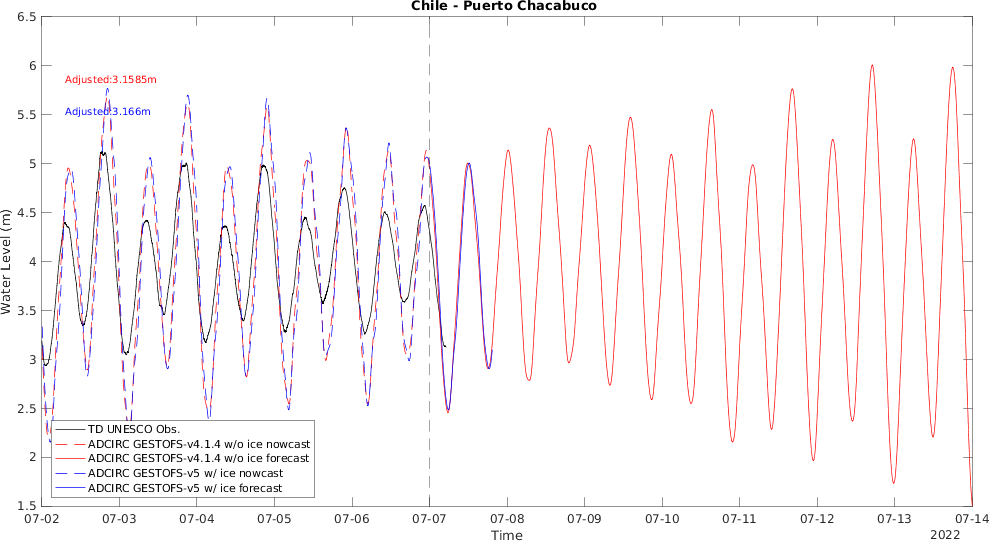 Chile - Puerto Chacabuco
6.5
6
5.5
5
4.5
4
3.5
3
2.5
2
1.5
Water Level (m)
Adjusted:3.1585m
Adjusted:3.166m
TD UNESCO Obs.
ADCIRC GESTOFS-v4.1.4 w/o ice nowcast
ADCIRC GESTOFS-v4.1.4 w/o ice forecast
ADCIRC GESTOFS-v5 w/ ice nowcast
ADCIRC GESTOFS-v5 w/ ice forecast
07-02 07-03 07-04 07-05 07-06 07-07 07-08 07-09 07-10 07-11 07-12 07-13 07-14
Time
2022